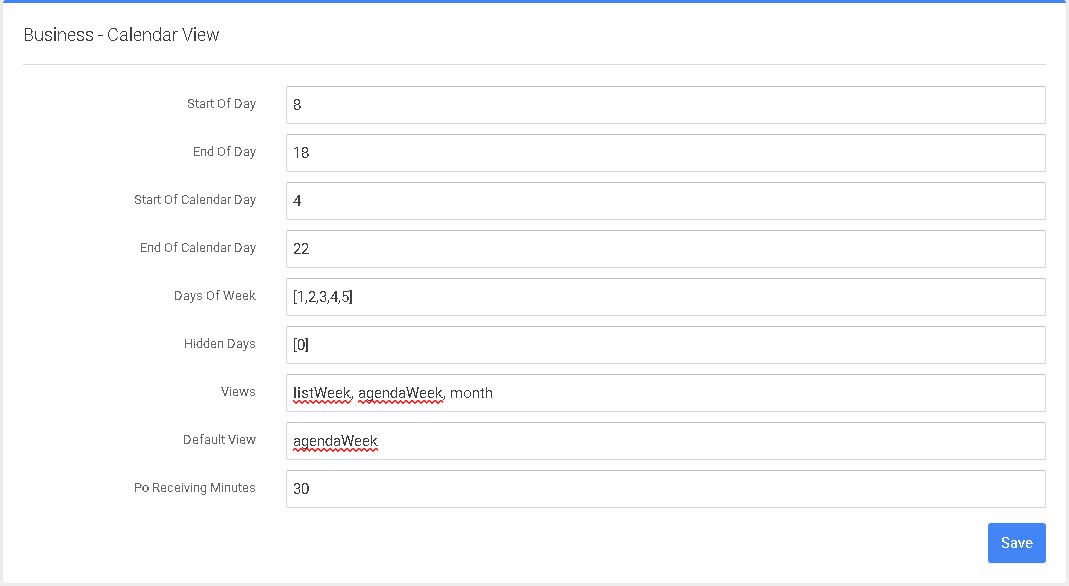 Business - Calendar View
Start Of Day 8
End Of Day 18
Start Of Calendar Day 4
End Of Calendar Day 22
Days Of Week [1,2,3,4,5]
Hidden Days [0]
Views listWeek, agendaWeek, month
Default View agendaWeek
Po Receiving Minutes 30
Save